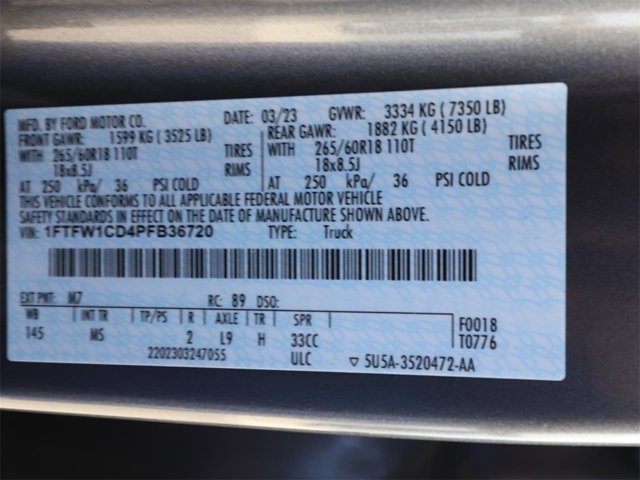 MFD. BY FORD MOTOR CO. DATE: 03/23 GVWR: 3334 KG ( 7350 LB)
FRONT GAWR: 1599 KG ( 3525 LB) REAR GAWR: 1882 KG ( 4150 LB)
WITH 265/60R18 110T TIRES WITH 265/60R18 110T TIRES
18x8.5J RIMS 18x8.5J RIMS
AT 250 kPa/ 36 PSI COLD AT 250 kPa/ 36 PSI COLD
THIS VEHICLE CONFORMS TO ALL APPLICABLE FEDERAL MOTOR VEHICLE
SAFETY STANDARDS IN EFFECT ON THE DATE OF MANUFACTURE SHOWN ABOVE.
VIN: 1FTFW1CD4PFB36720 TYPE: Truck
EXT PNT: M7 RC: 89 DSO:
WB INT TR TP/PS R AXLE TR SPR F0018
145 MS 2 L9 H 33CC T0776
2202303247055 ULC ▽ 5U5A-3520472-AA